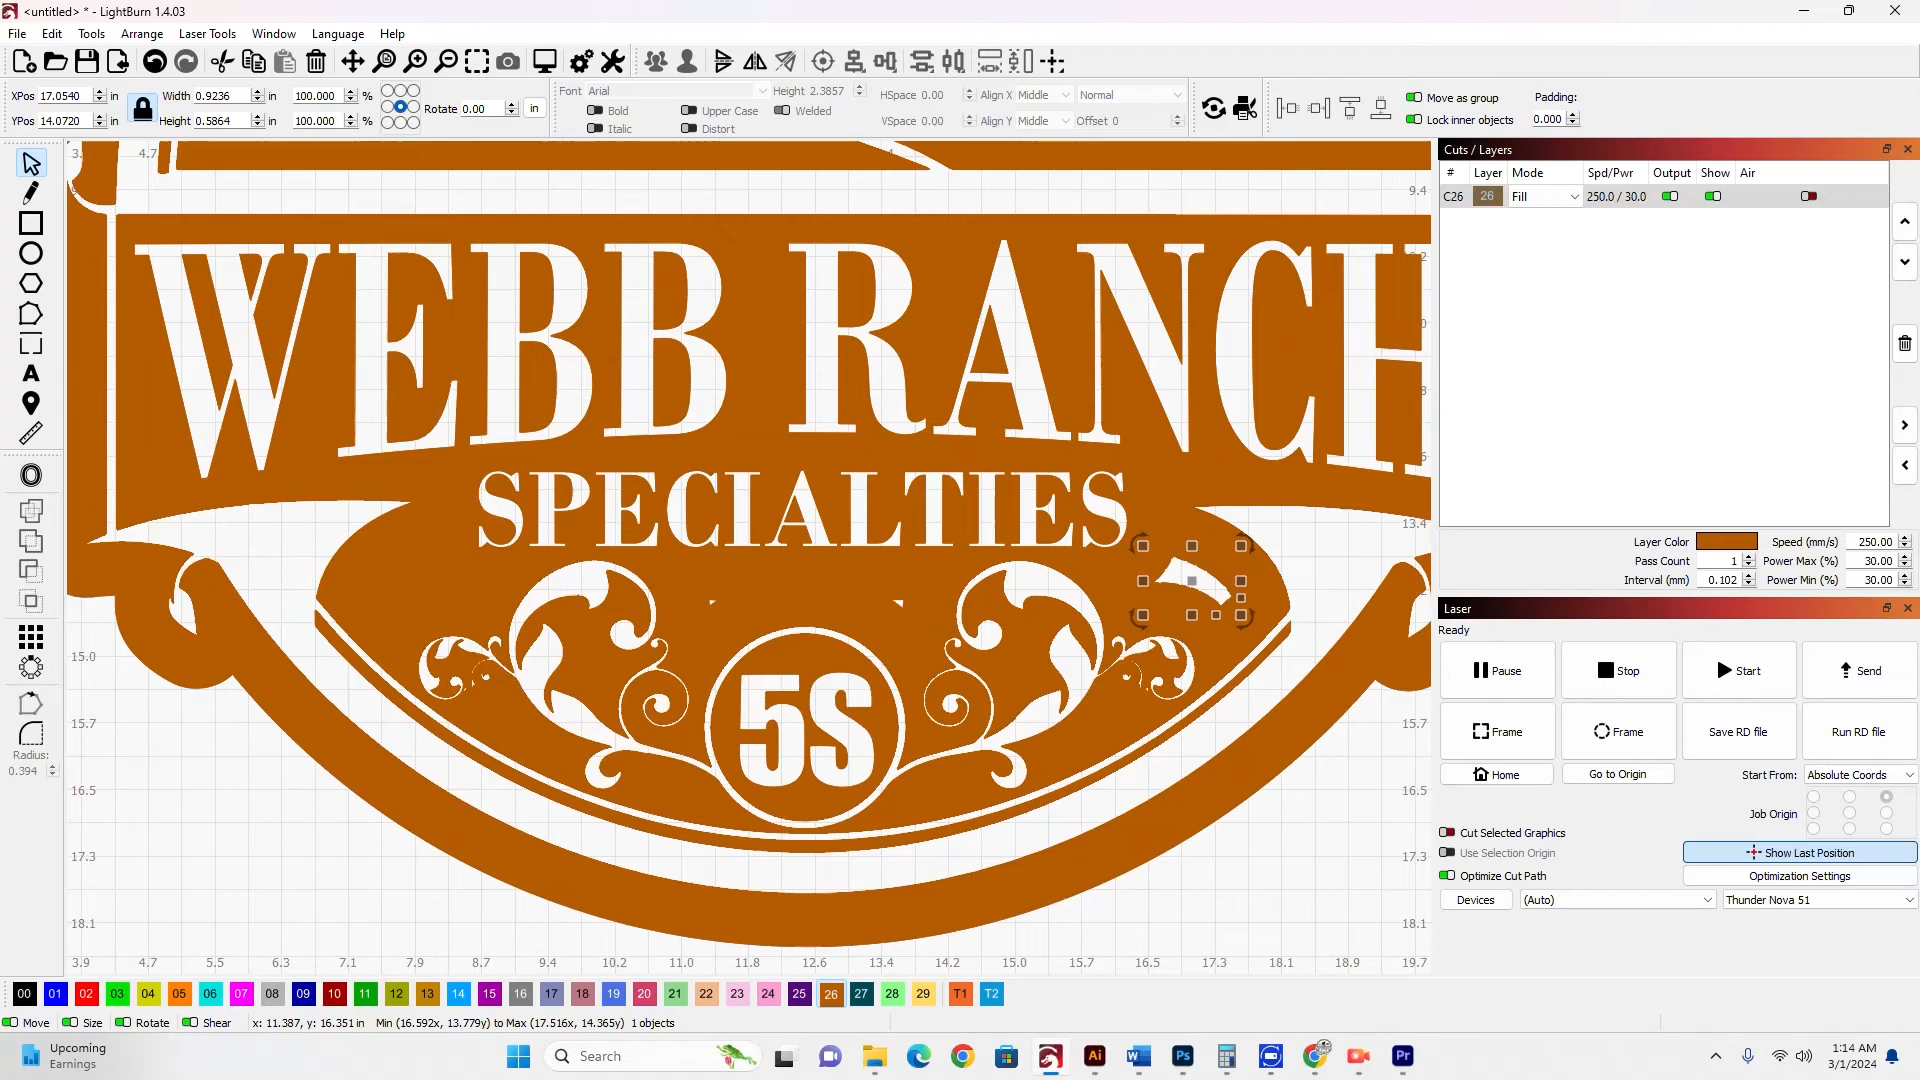 <untitled> * - LightBurn 1.4.03
File Edit Tools Arrange Laser Tools Window Language Help
XPos 17.0540 in Width 0.9236 in 100.000 %
YPos 14.0720 in Height 0.5864 in 100.000 %
Rotate 0.00 in
Font Arial Height 2.3857
Bold Upper Case Welded
Italic Distort
HSpace 0.00 Align X Middle Normal
VSpace 0.00 Align Y Middle Offset 0
Move as group Padding:
Lock inner objects 0.000
Cuts / Layers
# Layer Mode Spd/Pwr Output Show Air
C26 26 Fill 250.0 / 30.0
Layer Color Speed (mm/s) 250.00
Pass Count 1 Power Max (%) 30.00
Interval (mm) 0.102 Power Min (%) 30.00
Laser
Ready
Pause Stop Start Send
Frame Frame Save RD file Run RD file
Home Go to Origin Start From: Absolute Coords
Job Origin
Cut Selected Graphics
Use Selection Origin Show Last Position
Optimize Cut Path Optimization Settings
Devices (Auto) Thunder Nova 51
WEBB RANCH
SPECIALTIES
5S
9.4
13.4
15.0
15.7 15.7
16.5 16.5
17.3 17.3
18.1 18.1
3.9 4.7 5.5 6.3 7.1 7.9 8.7 9.4 10.2 11.0 11.8 12.6 13.4 14.2 15.0 15.7 16.5 17.3 18.1 18.9 19.7
Radius:
0.394
00 01 02 03 04 05 06 07 08 09 10 11 12 13 14 15 16 17 18 19 20 21 22 23 24 25 26 27 28 29 T1 T2
Move Size Rotate Shear x: 11.387, y: 16.351 in Min (16.592x, 13.779y) to Max (17.516x, 14.365y) 1 objects
Upcoming
Earnings
Search
1:14 AM
3/1/2024